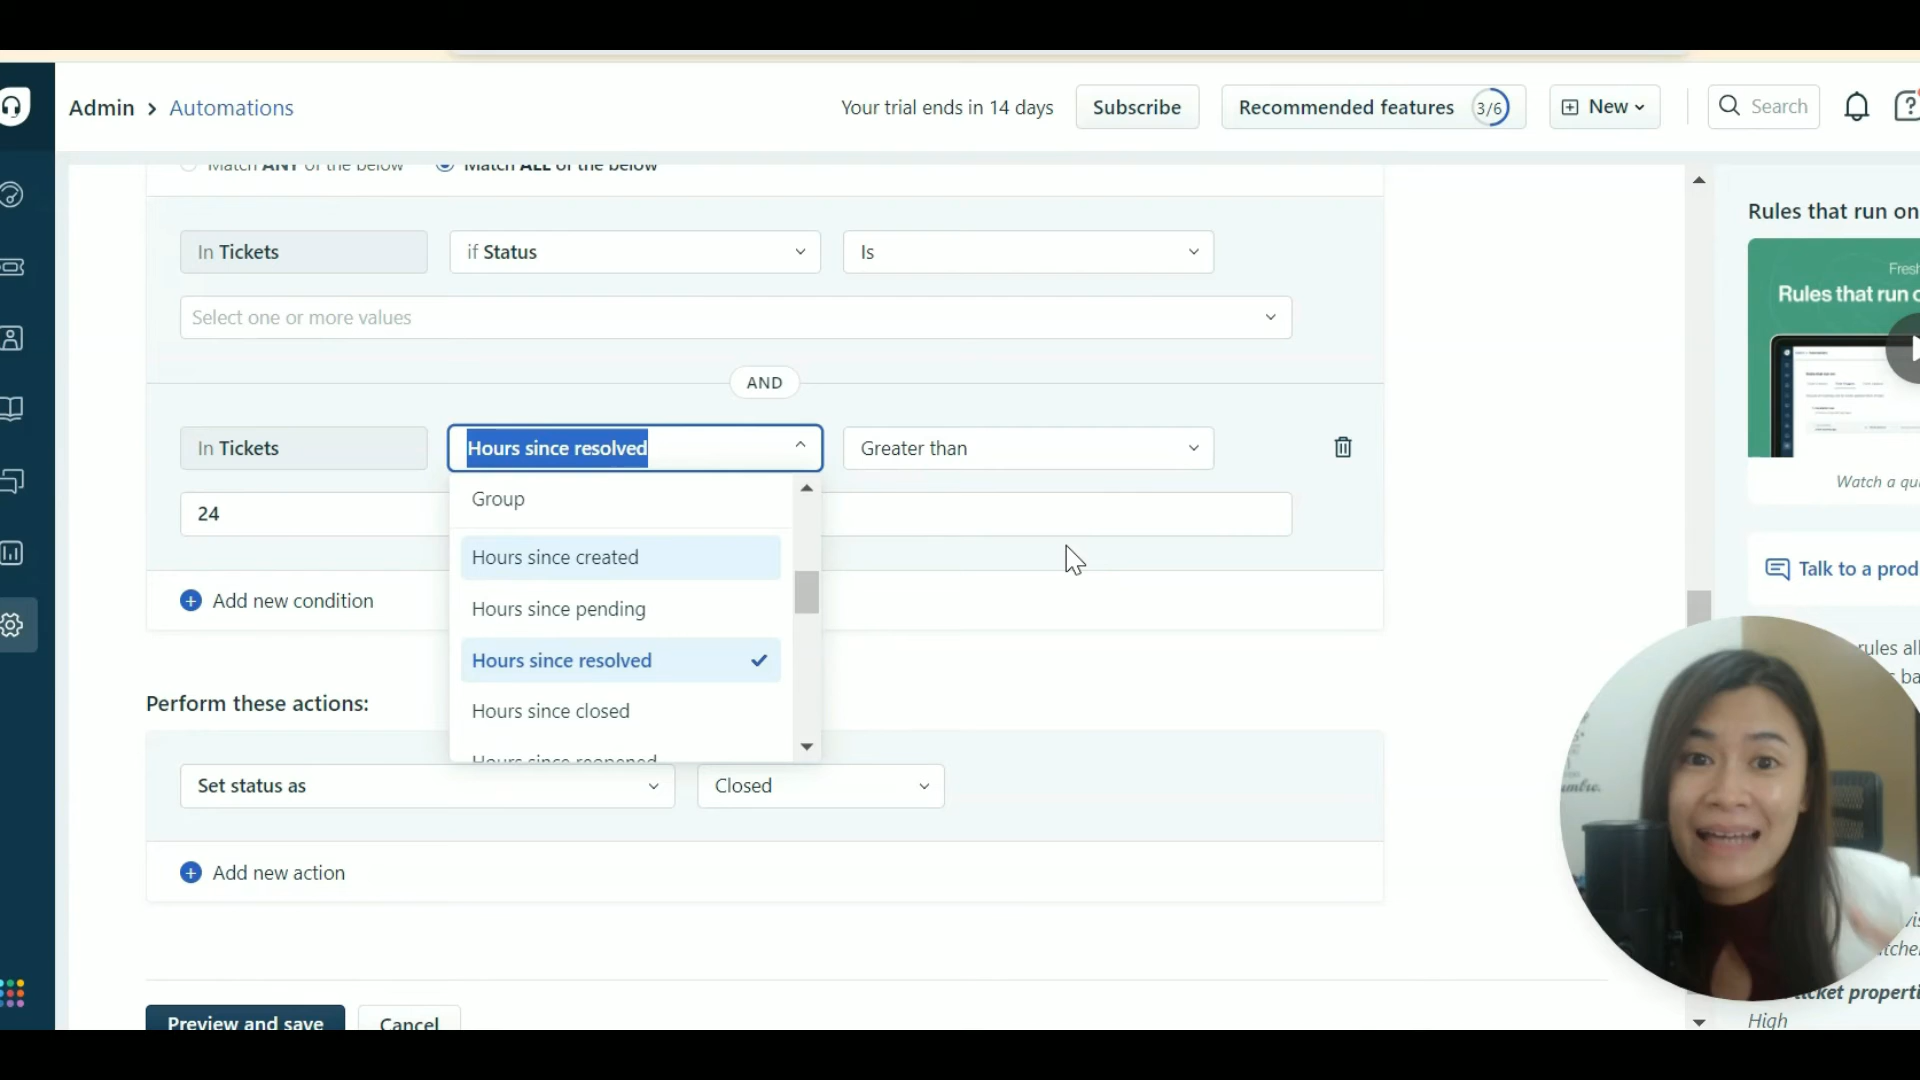 Admin > Automations
Your trial ends in 14 days
Subscribe
Recommended features 3/6
New
Search
Match ANY of the below
Match ALL of the below
In Tickets
if Status
Is
Select one or more values
AND
In Tickets
Hours since resolved
Greater than
24
Group
Hours since created
Hours since pending
Hours since resolved
Hours since closed
Hours since reopened
Add new condition
Perform these actions:
Set status as
Closed
Add new action
Preview and save
Cancel
Rules that run on
Fresh
Rules that run o
Watch a qu
Talk to a prod
rules all
ba
ticket properti
High